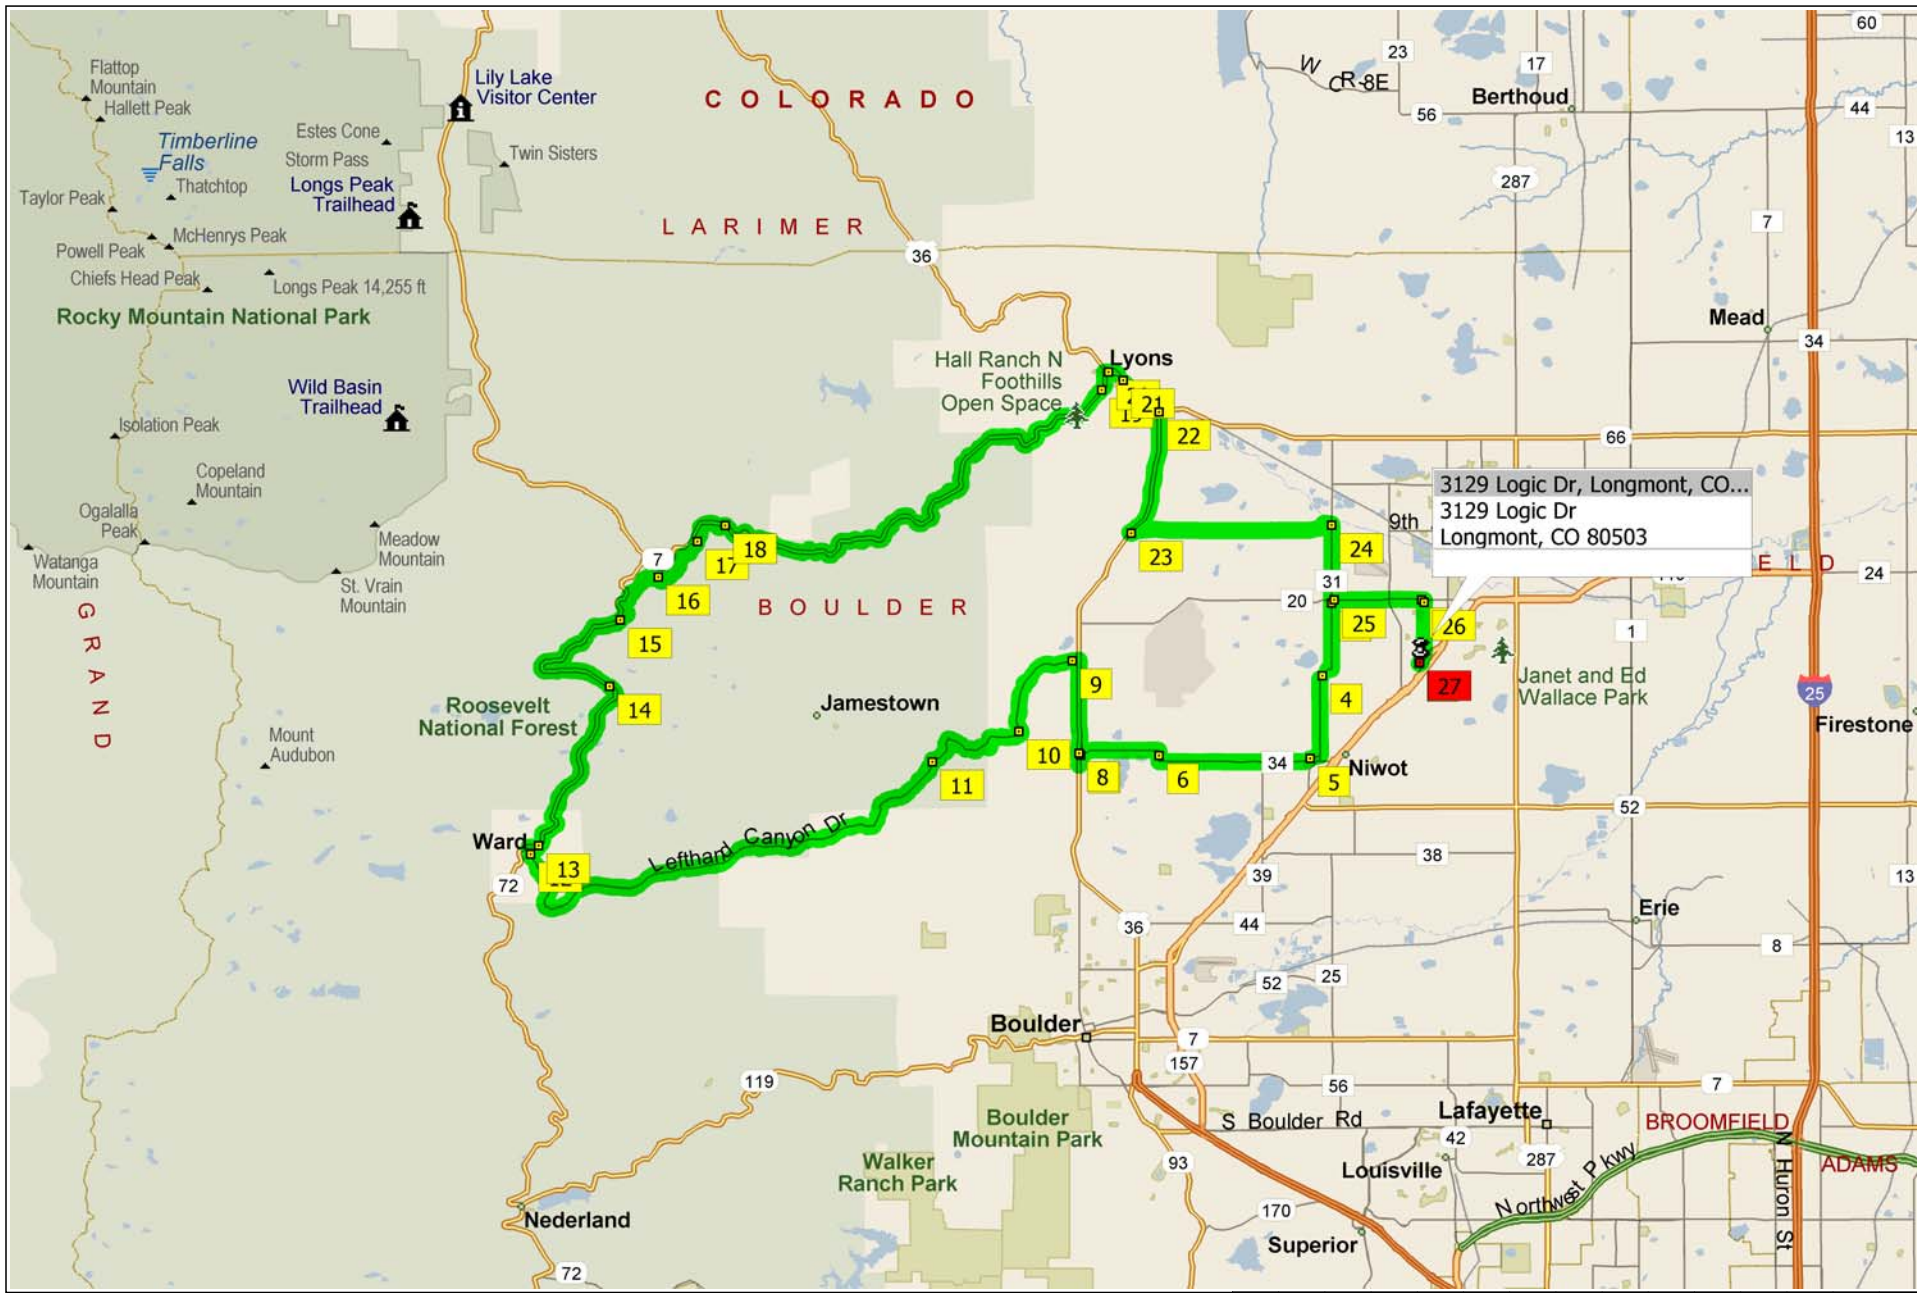 60
Flattop
Mountain
Hallett Peak
Lily Lake
Visitor Center
COLORADO
W CR-8E
23
17
Berthoud
56
44
13
Timberline
Falls
Estes Cone
Storm Pass
Twin Sisters
Thatchtop
Longs Peak
Trailhead
Taylor Peak
287
7
McHenrys Peak
Powell Peak
LARIMER
36
Chiefs Head Peak
Longs Peak 14,255 ft
Rocky Mountain National Park
Mead
34
Hall Ranch N
Foothills
Open Space
Lyons
Wild Basin
Trailhead
19
21
22
66
Isolation Peak
Copeland
Mountain
Ogalalla
Peak
3129 Logic Dr, Longmont, CO...
3129 Logic Dr
Longmont, CO 80503
9th
Watanga
Mountain
Meadow
Mountain
St. Vrain
Mountain
7
17
18
23
24
ELD
24
GRAND
16
BOULDER
31
20
25
26
15
1
9
27
4
Janet and Ed
Wallace Park
Roosevelt
National Forest
14
Jamestown
25
Firestone
Mount
Audubon
10
8
6
34
5
Niwot
11
52
Ward
13
12
72
Lefthand Canyon Dr
38
39
13
36
44
Erie
8
52
25
Boulder
7
157
119
56
7
Boulder
Mountain Park
S Boulder Rd
Lafayette
42
BROOMFIELD
Walker
Ranch Park
93
Louisville
287
Northwest Pkwy
N Huron St
ADAMS
Nederland
170
Superior
72